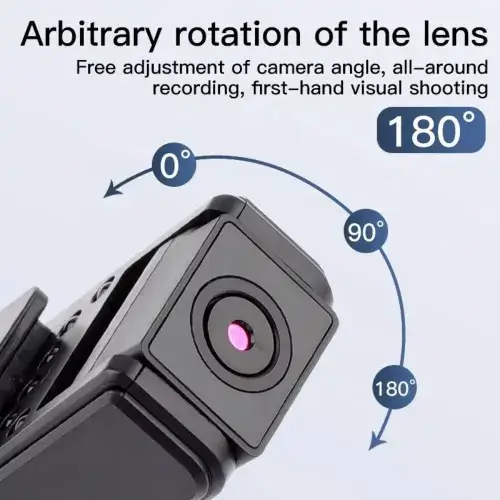 Arbitrary rotation of the lens
Free adjustment of camera angle, all-around
recording, first-hand visual shooting
180°
0°
90°
180°